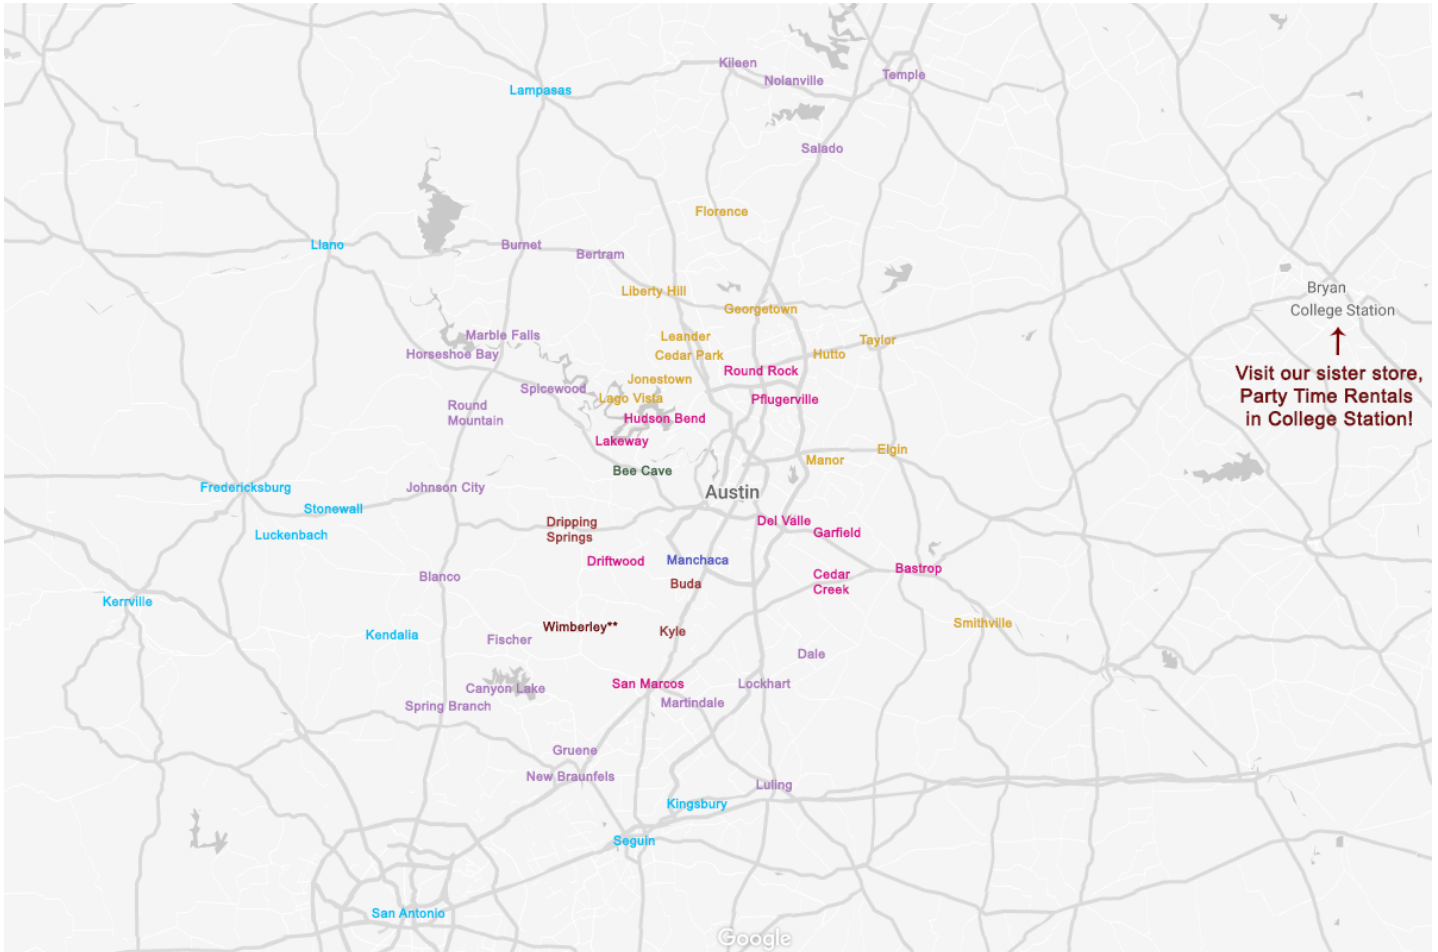 Kileen
Nolanville
Temple
Lampasas
Salado
Florence
Llano
Burnet
Bertram
Liberty Hill
Georgetown
Bryan
College Station
Marble Falls
Horseshoe Bay
Leander
Cedar Park
Hutto
Taylor
Round Rock
Visit our sister store,
Party Time Rentals
in College Station!
Spicewood
Jonestown
Lago Vista
Pflugerville
Round
Mountain
Hudson Bend
Lakeway
Bee Cave
Manor
Elgin
Fredericksburg
Johnson City
Austin
Stonewall
Luckenbach
Dripping
Springs
Del Valle
Garfield
Driftwood
Manchaca
Bastrop
Blanco
Buda
Cedar
Creek
Kerrville
Kendalia
Fischer
Wimberley**
Kyle
Smithville
Dale
Canyon Lake
San Marcos
Lockhart
Spring Branch
Martindale
Gruene
New Braunfels
Luling
Kingsbury
Seguin
San Antonio
Google